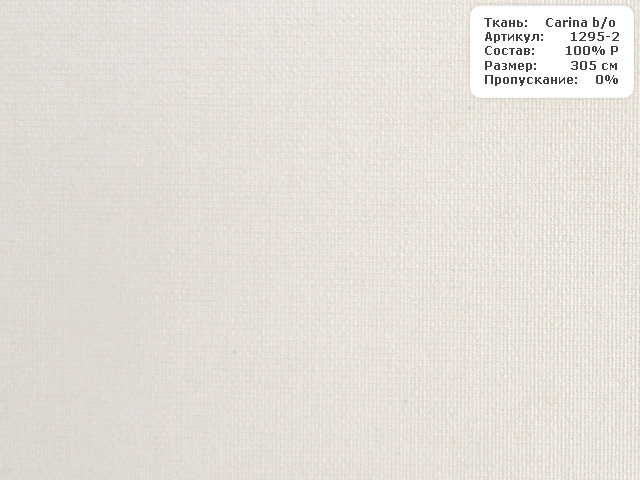 Ткань: Carina b/o
Артикул: 1295-2
Состав: 100% P
Размер: 305 см
Пропускание: 0%